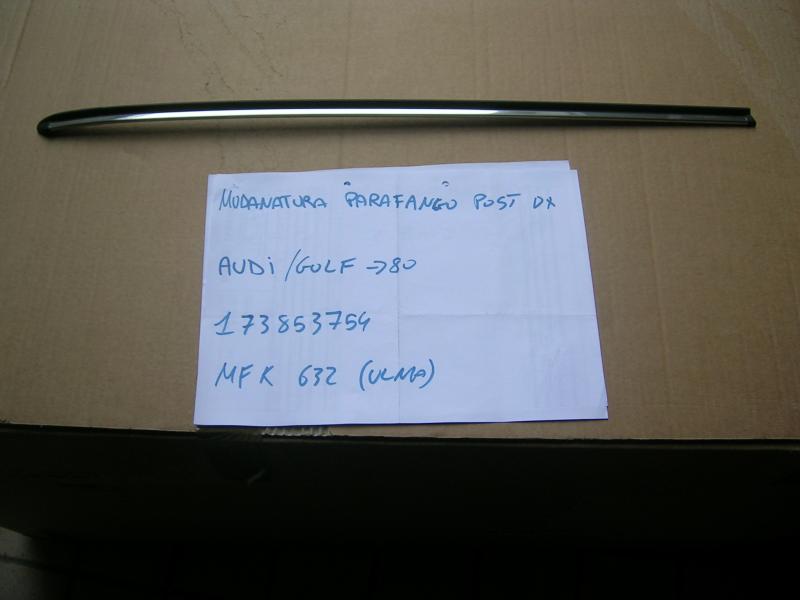 MODANATURA PARAFANGO POST DX
AUDI/GOLF →80
173853754
MFK 632 (ULMA)